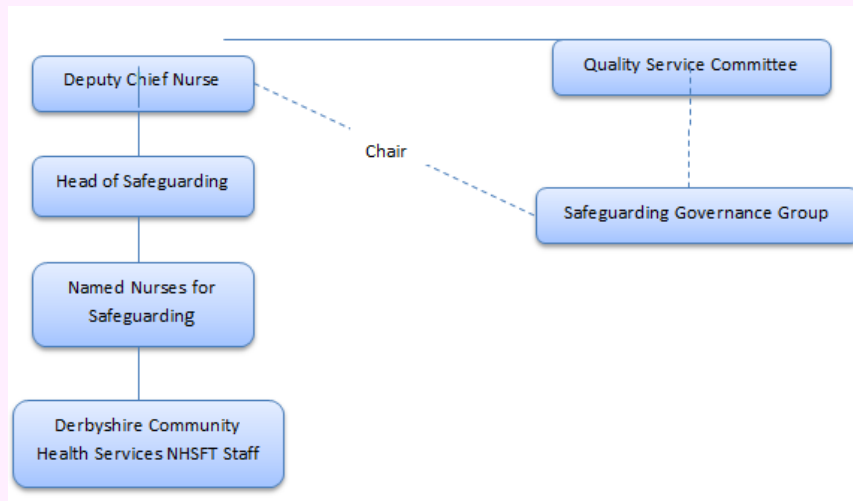 Deputy Chief Nurse
Quality Service Committee
Chair
Head of Safeguarding
Safeguarding Governance Group
Named Nurses for
Safeguarding
Derbyshire Community
Health Services NHSFT Staff